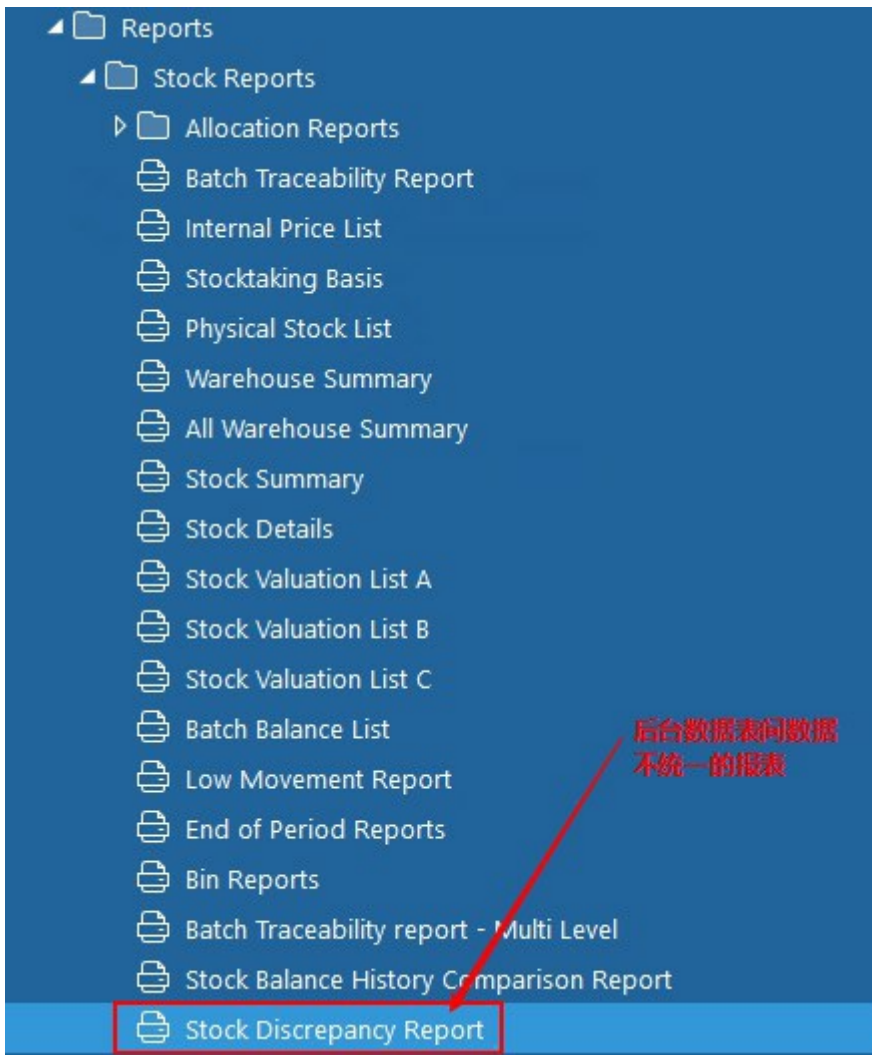 Reports
Stock Reports
Allocation Reports
Batch Traceability Report
Internal Price List
Stocktaking Basis
Physical Stock List
Warehouse Summary
All Warehouse Summary
Stock Summary
Stock Details
Stock Valuation List A
Stock Valuation List B
Stock Valuation List C
Batch Balance List
后台数据表间数据
不统一的报表
Low Movement Report
End of Period Reports
Bin Reports
Batch Traceability report - Multi Level
Stock Balance History Comparison Report
Stock Discrepancy Report